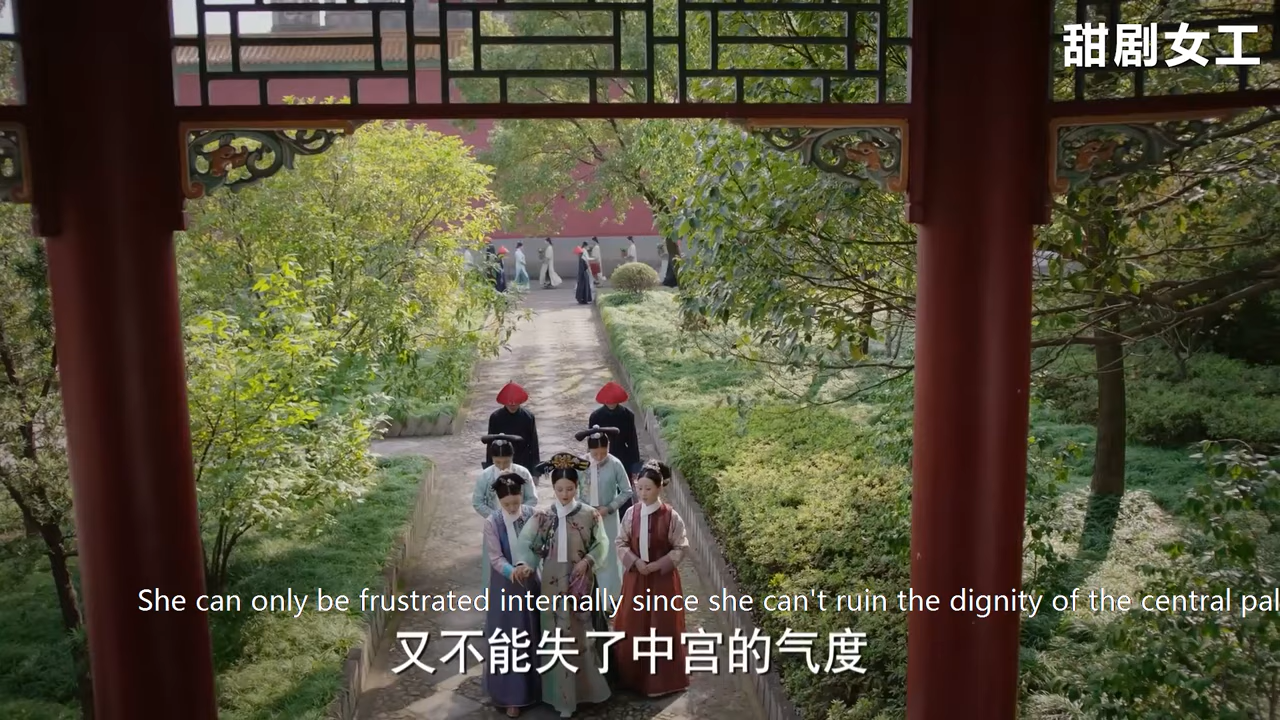 甜剧女工
She can only be frustrated internally since she can't ruin the dignity of the central pal
又不能失了中宫的气度